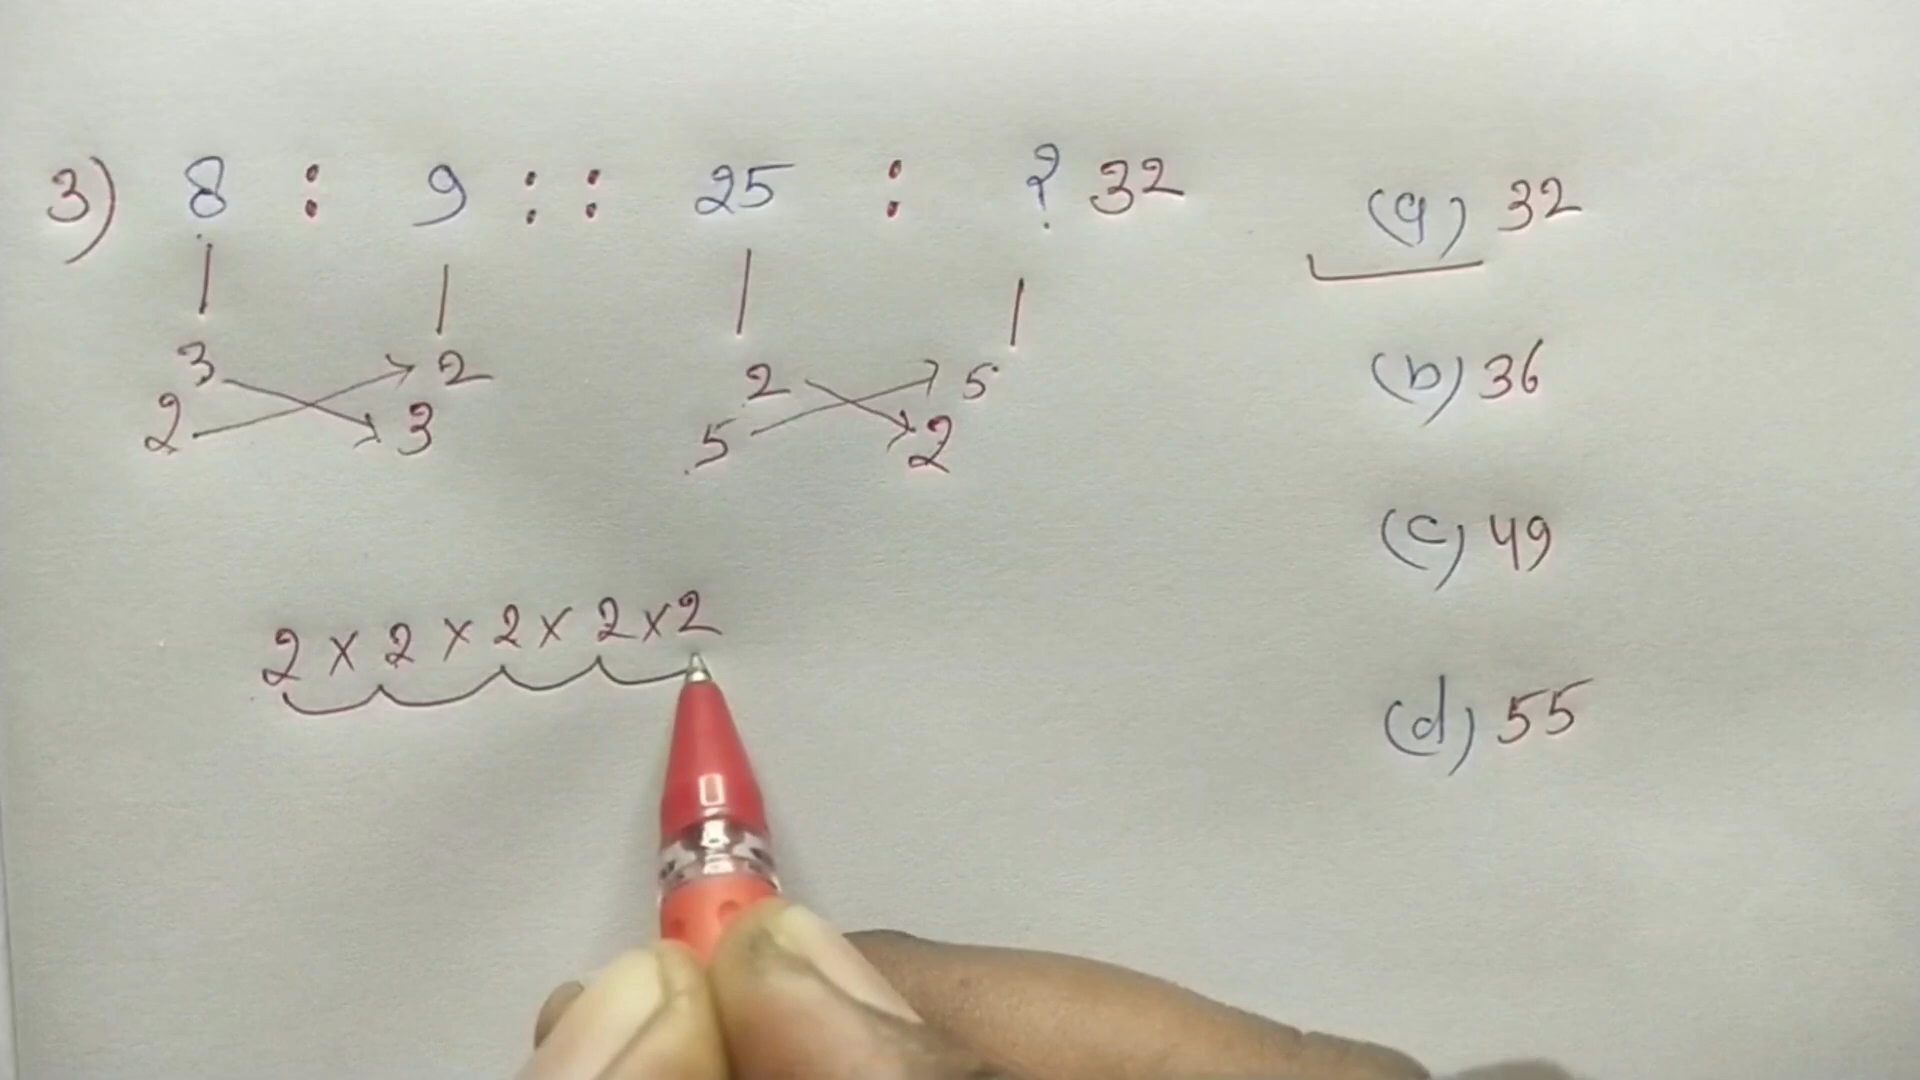 3) 8 : 9 :: 25 : ? 32
3 2 2 5
2 3 5 2
2 x 2 x 2 x 2 x 2
(a) 32
(b) 36
(c) 49
(d) 55